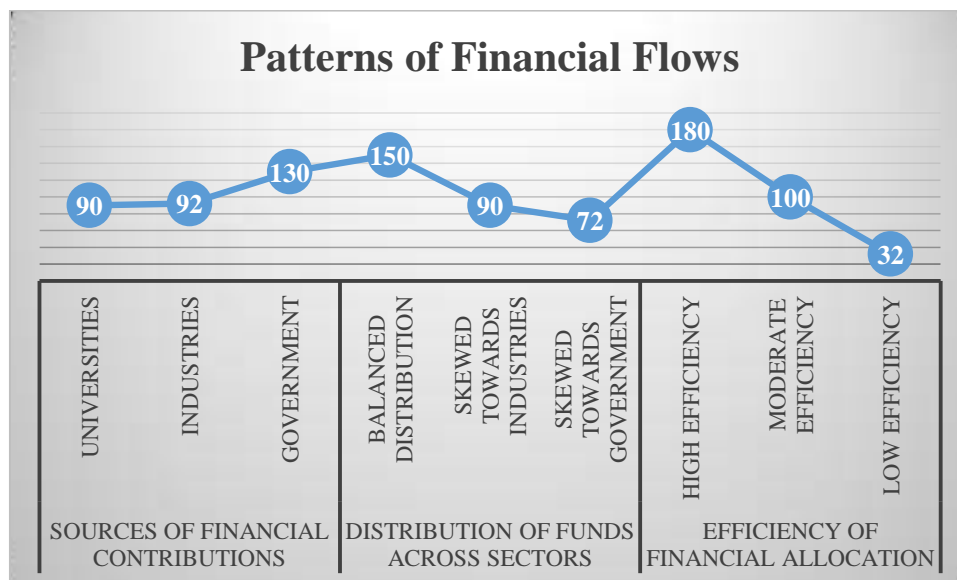 Patterns of Financial Flows
90
92
130
150
90
72
180
100
32
UNIVERSITIES
INDUSTRIES
GOVERNMENT
BALANCED
DISTRIBUTION
SKEWED
TOWARDS
INDUSTRIES
SKEWED
TOWARDS
GOVERNMENT
HIGH EFFICIENCY
MODERATE
EFFICIENCY
LOW EFFICIENCY
SOURCES OF FINANCIAL
CONTRIBUTIONS
DISTRIBUTION OF FUNDS
ACROSS SECTORS
EFFICIENCY OF
FINANCIAL ALLOCATION